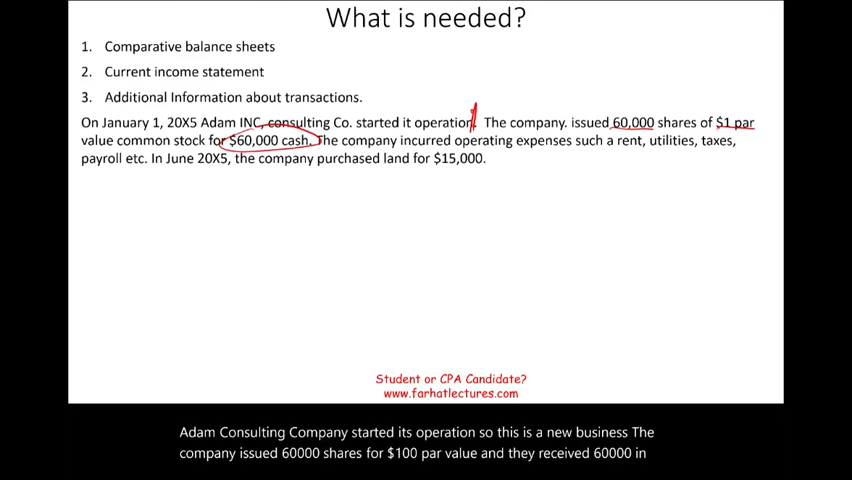 What is needed?
1. Comparative balance sheets
2. Current income statement
3. Additional Information about transactions.
On January 1, 20X5 Adam INC, consulting Co. started it operation. The company. issued 60,000 shares of $1 par
value common stock for $60,000 cash. The company incurred operating expenses such a rent, utilities, taxes,
payroll etc. In June 20X5, the company purchased land for $15,000.
Student or CPA Candidate?
www.farhatlectures.com
Adam Consulting Company started its operation so this is a new business The
company issued 60000 shares for $100 par value and they received 60000 in